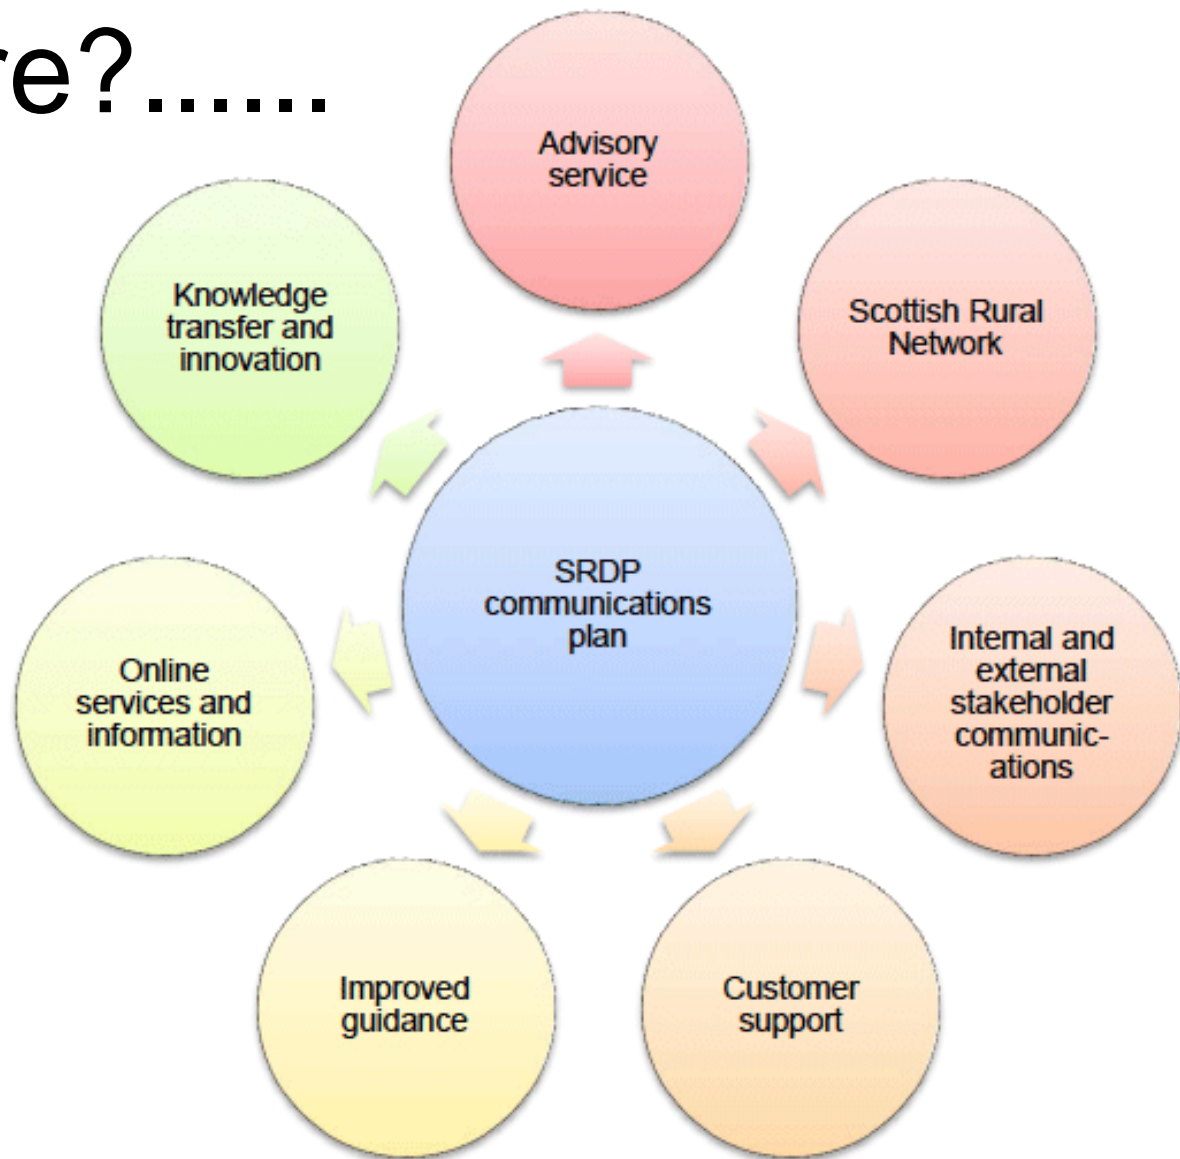 re?......
Advisory
service
Knowledge
transfer and
innovation
Scottish Rural
Network
SRDP
communications
plan
Online
services and
information
Internal and
external
stakeholder
communic-
ations
Improved
guidance
Customer
support